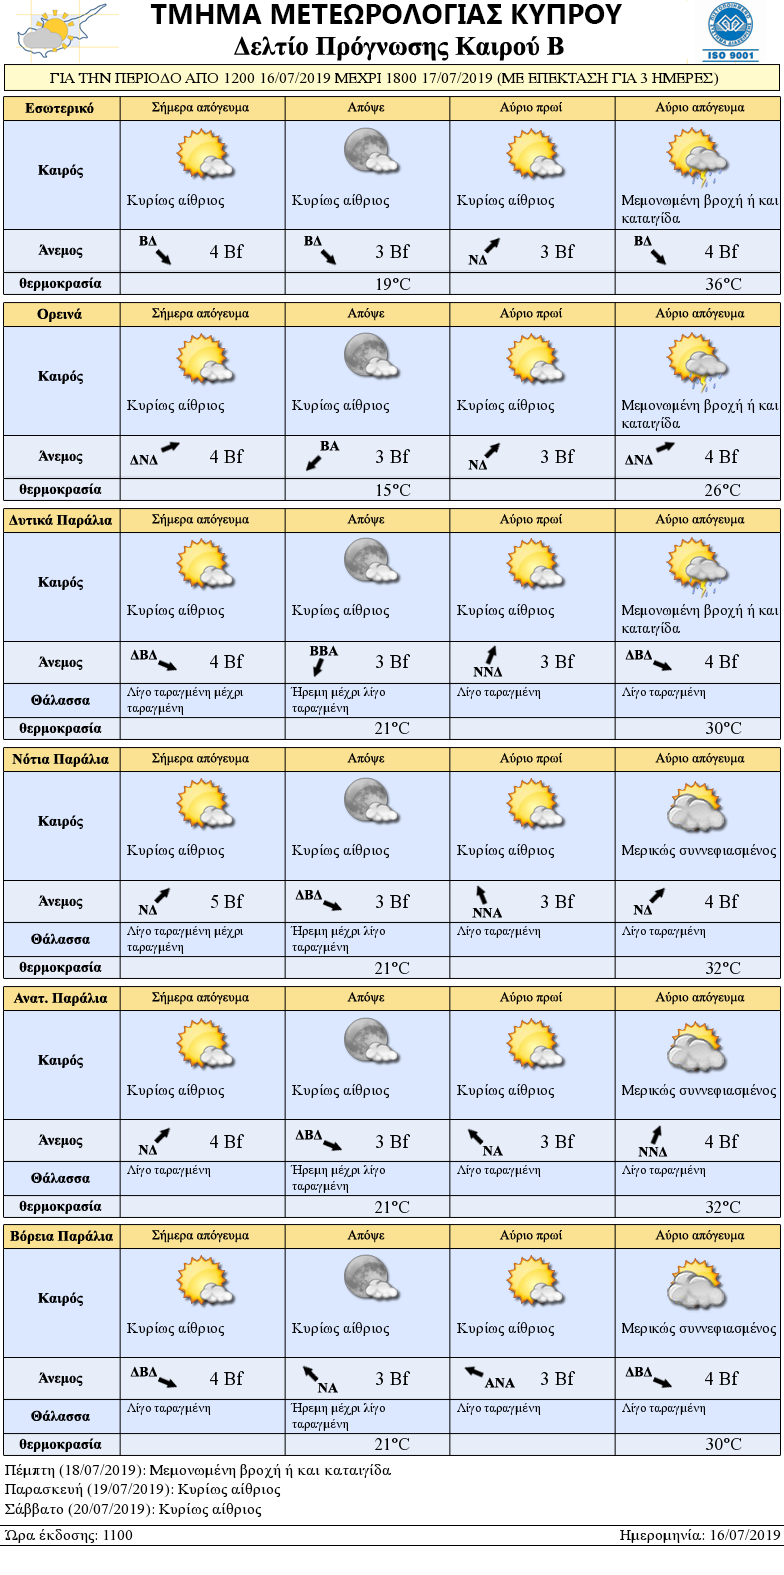 ΤΜΗΜΑ ΜΕΤΕΩΡΟΛΟΓΙΑΣ ΚΥΠΡΟΥ
Δελτίο Πρόγνωσης Καιρού Β
ISO 9001
ΓΙΑ ΤΗΝ ΠΕΡΙΟΔΟ ΑΠΟ 1200 16/07/2019 ΜΕΧΡΙ 1800 17/07/2019 (ΜΕ ΕΠΕΚΤΑΣΗ ΓΙΑ 3 ΗΜΕΡΕΣ)
Εσωτερικό Σήμερα απόγευμα Απόψε Αύριο πρωί Αύριο απόγευμα
Καιρός Κυρίως αίθριος Κυρίως αίθριος Κυρίως αίθριος Μεμονωμένη βροχή ή και
καταιγίδα
Άνεμος ΒΔ 4 Bf ΒΔ 3 Bf ΝΔ 3 Bf ΒΔ 4 Bf
θερμοκρασία 19°C 36°C
Ορεινά Σήμερα απόγευμα Απόψε Αύριο πρωί Αύριο απόγευμα
Καιρός Κυρίως αίθριος Κυρίως αίθριος Κυρίως αίθριος Μεμονωμένη βροχή ή και
καταιγίδα
Άνεμος ΔΝΔ 4 Bf ΒΑ 3 Bf ΝΔ 3 Bf ΔΝΔ 4 Bf
θερμοκρασία 15°C 26°C
Δυτικά Παράλια Σήμερα απόγευμα Απόψε Αύριο πρωί Αύριο απόγευμα
Καιρός Κυρίως αίθριος Κυρίως αίθριος Κυρίως αίθριος Μεμονωμένη βροχή ή και
καταιγίδα
Άνεμος ΔΒΔ 4 Bf ΒΒΑ 3 Bf ΝΝΔ 3 Bf ΔΒΔ 4 Bf
Θάλασσα Λίγο ταραγμένη μέχρι Ήρεμη μέχρι λίγο Λίγο ταραγμένη Λίγο ταραγμένη
ταραγμένη ταραγμένη
θερμοκρασία 21°C 30°C
Νότια Παράλια Σήμερα απόγευμα Απόψε Αύριο πρωί Αύριο απόγευμα
Καιρός Κυρίως αίθριος Κυρίως αίθριος Κυρίως αίθριος Μερικώς συννεφιασμένος
Άνεμος ΝΔ 5 Bf ΔΒΔ 3 Bf ΝΝΑ 3 Bf ΝΔ 4 Bf
Θάλασσα Λίγο ταραγμένη μέχρι Ήρεμη μέχρι λίγο Λίγο ταραγμένη Λίγο ταραγμένη
ταραγμένη ταραγμένη
θερμοκρασία 21°C 32°C
Ανατ. Παράλια Σήμερα απόγευμα Απόψε Αύριο πρωί Αύριο απόγευμα
Καιρός Κυρίως αίθριος Κυρίως αίθριος Κυρίως αίθριος Μερικώς συννεφιασμένος
Άνεμος ΝΔ 4 Bf ΔΒΔ 3 Bf ΝΑ 3 Bf ΝΝΔ 4 Bf
Θάλασσα Λίγο ταραγμένη Ήρεμη μέχρι λίγο Λίγο ταραγμένη Λίγο ταραγμένη
ταραγμένη
θερμοκρασία 21°C 32°C
Βόρεια Παράλια Σήμερα απόγευμα Απόψε Αύριο πρωί Αύριο απόγευμα
Καιρός Κυρίως αίθριος Κυρίως αίθριος Κυρίως αίθριος Μερικώς συννεφιασμένος
Άνεμος ΔΒΔ 4 Bf ΝΑ 3 Bf ΑΝΑ 3 Bf ΔΒΔ 4 Bf
Θάλασσα Λίγο ταραγμένη Ήρεμη μέχρι λίγο Λίγο ταραγμένη Λίγο ταραγμένη
ταραγμένη
θερμοκρασία 21°C 30°C
Πέμπτη (18/07/2019): Μεμονωμένη βροχή ή και καταιγίδα
Παρασκευή (19/07/2019): Κυρίως αίθριος
Σάββατο (20/07/2019): Κυρίως αίθριος
Ώρα έκδοσης: 1100 Ημερομηνία: 16/07/2019